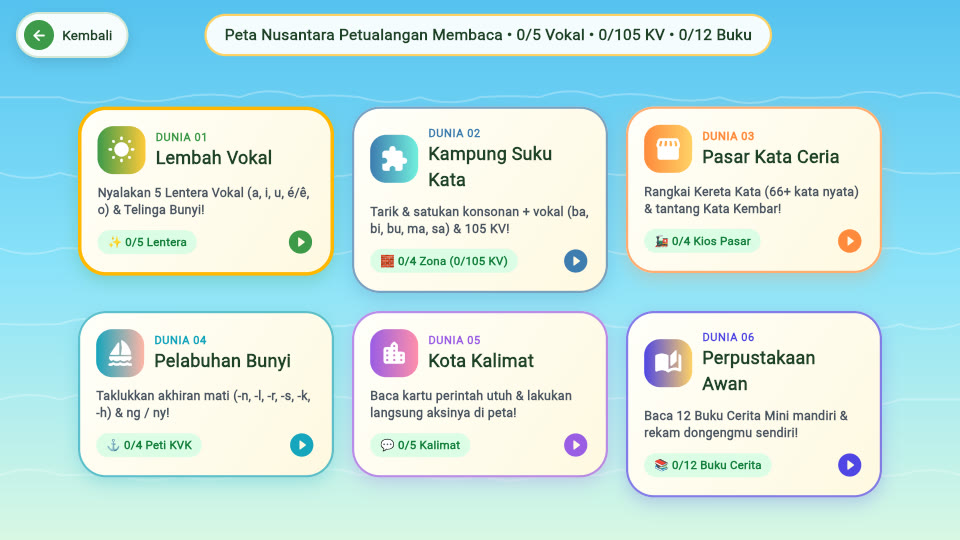 Kembali
Peta Nusantara Petualangan Membaca • 0/5 Vokal • 0/105 KV • 0/12 Buku
DUNIA 01
Lembah Vokal
Nyalakan 5 Lentera Vokal (a, i, u, é/ê,
o) & Telinga Bunyi!
✨ 0/5 Lentera
DUNIA 02
Kampung Suku
Kata
Tarik & satukan konsonan + vokal (ba,
bi, bu, ma, sa) & 105 KV!
🧱 0/4 Zona (0/105 KV)
DUNIA 03
Pasar Kata Ceria
Rangkai Kereta Kata (66+ kata nyata)
& tantang Kata Kembar!
🚂 0/4 Kios Pasar
DUNIA 04
Pelabuhan Bunyi
Taklukkan akhiran mati (-n, -l, -r, -s, -k,
-h) & ng / ny!
⚓ 0/4 Peti KVK
DUNIA 05
Kota Kalimat
Baca kartu perintah utuh & lakukan
langsung aksinya di peta!
💬 0/5 Kalimat
DUNIA 06
Perpustakaan
Awan
Baca 12 Buku Cerita Mini mandiri &
rekam dongengmu sendiri!
📚 0/12 Buku Cerita